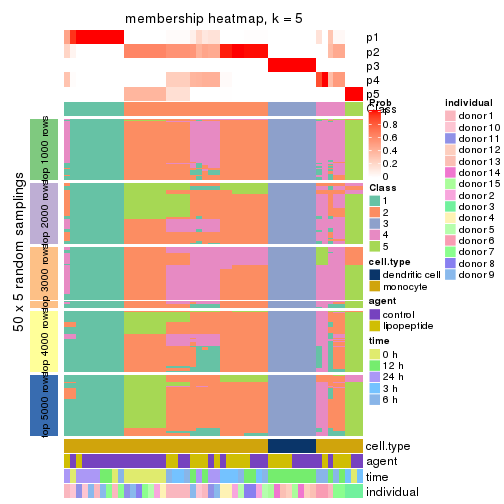 membership heatmap, k = 5
p1
p2
p3
p4
p5
Class
50 x 5 random samplings
top 1000 rows
top 2000 rows
top 3000 rows
top 4000 rows
top 5000 rows
cell.type
agent
time
individual
Prob
1
0.8
0.6
0.4
0.2
0
Class
1
2
3
4
5
cell.type
dendritic cell
monocyte
agent
control
lipopeptide
time
0 h
12 h
24 h
3 h
6 h
individual
donor1
donor10
donor11
donor12
donor13
donor14
donor15
donor2
donor3
donor4
donor5
donor6
donor7
donor8
donor9